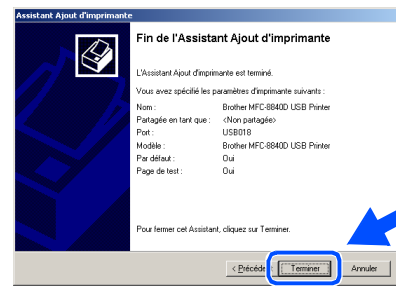 Assistant Ajout d'imprimante
Fin de l'Assistant Ajout d'imprimante
L'Assistant Ajout d'imprimante est terminé.
Vous avez spécifié les paramètres d'imprimante suivants :
Nom : Brother MFC-8840D USB Printer
Partagée en tant que : <Non partagée>
Port : USB018
Modèle : Brother MFC-8840D USB Printer
Par défaut : Oui
Page de test : Oui
Pour fermer cet Assistant, cliquez sur Terminer.
< Précéde Terminer Annuler